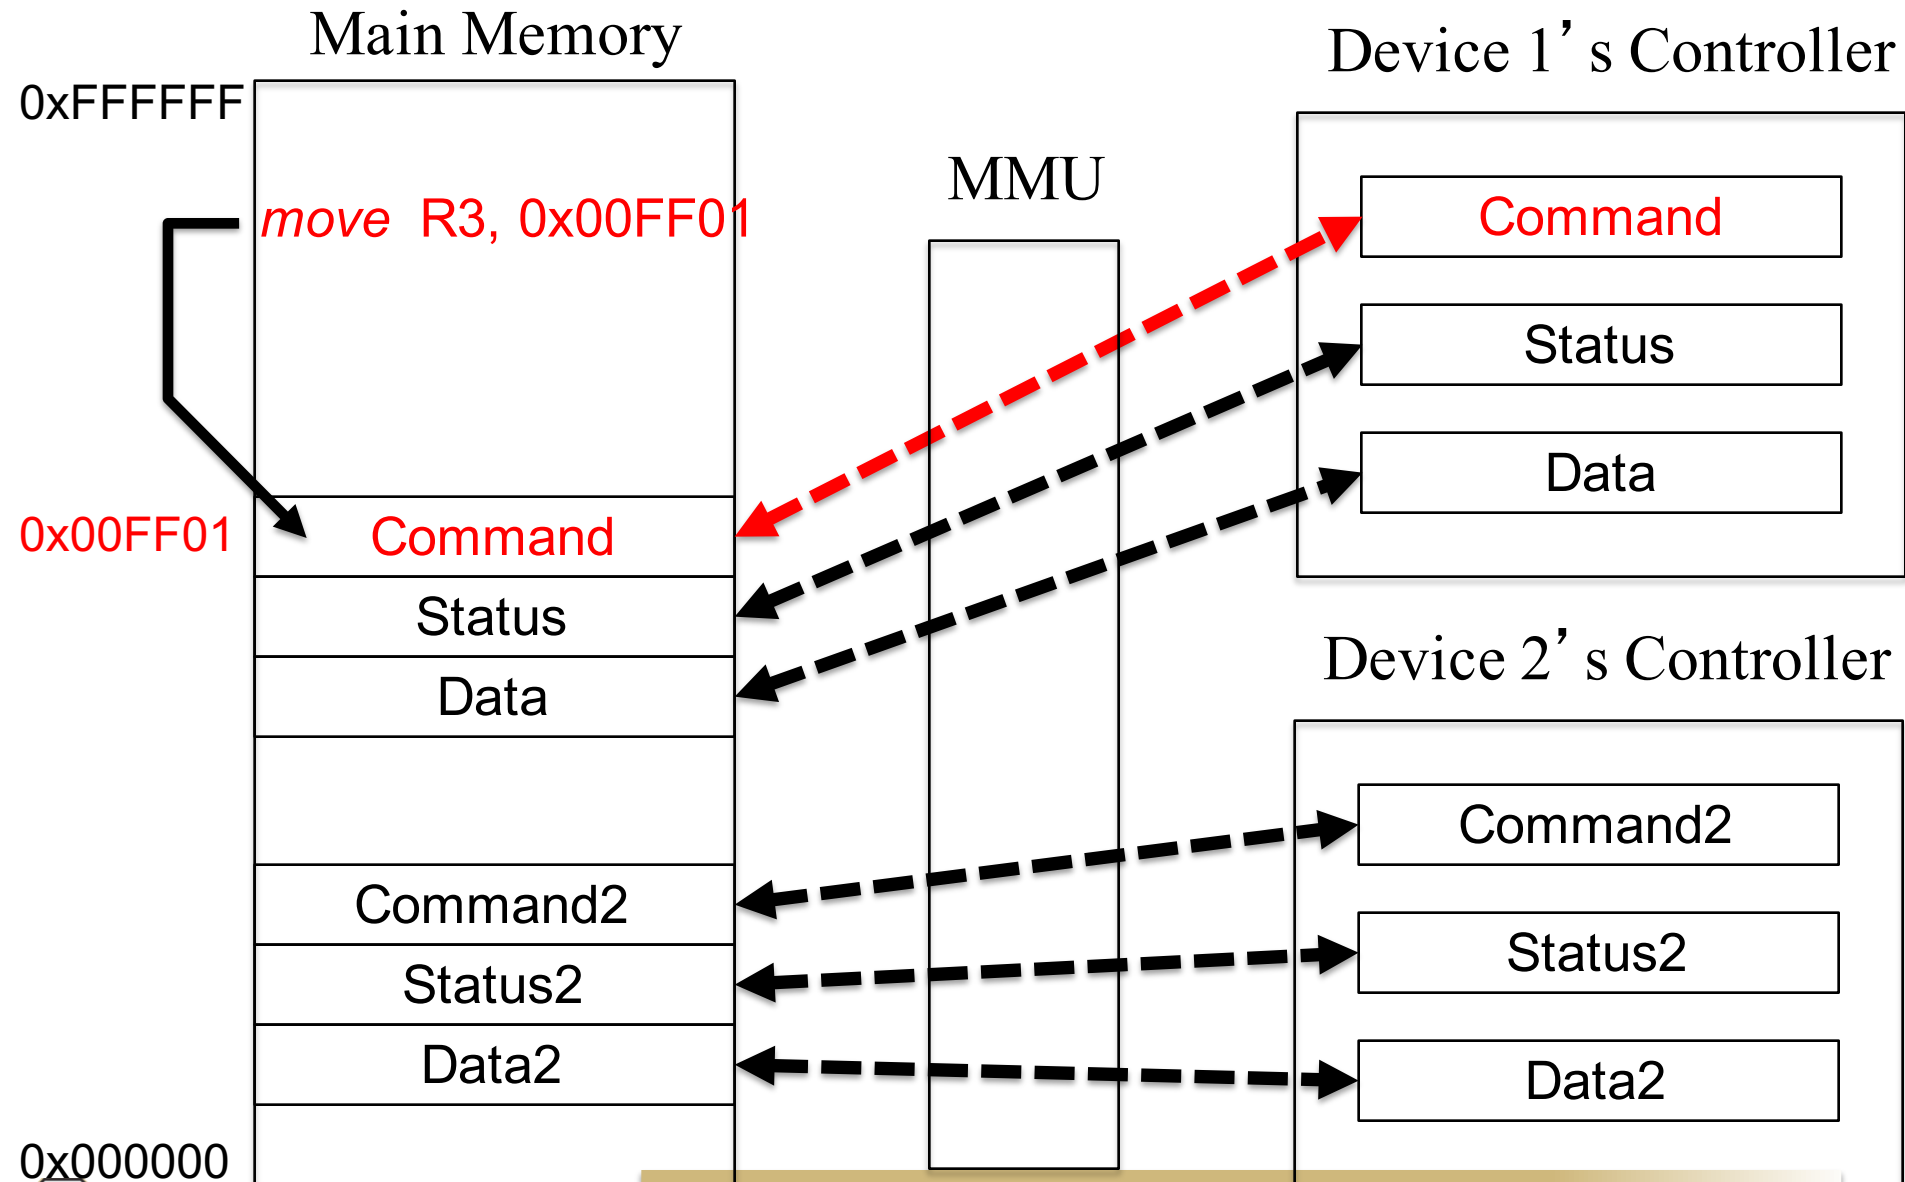 Main Memory
0xFFFFFF
move R3, 0x00FF01
0x00FF01
Command
Status
Data
Command2
Status2
Data2
0x000000
MMU
Device 1’s Controller
Command
Status
Data
Device 2’s Controller
Command2
Status2
Data2